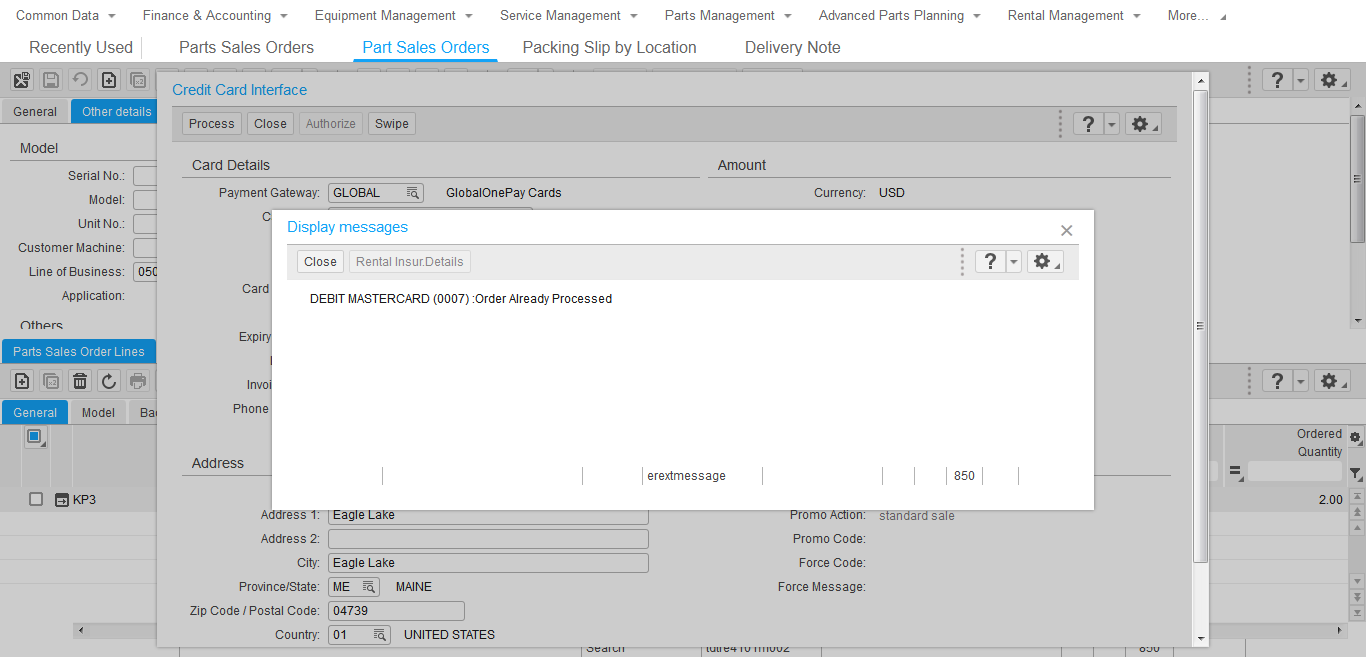 Common Data Finance & Accounting Equipment Management Service Management Parts Management Advanced Parts Planning Rental Management More...
Recently Used Parts Sales Orders Part Sales Orders Packing Slip by Location Delivery Note
General Other details
Model
Serial No.:
Model:
Unit No.:
Customer Machine:
Line of Business: 050
Application:
Others
Parts Sales Order Lines
General Model Ba
KP3
Ordered
Quantity
2.00
Credit Card Interface
Process Close Authorize Swipe
Card Details
Payment Gateway: GLOBAL GlobalOnePay Cards
C
Card
Expiry
Invoi
Phone
Amount
Currency: USD
Display messages
Close Rental Insur.Details
DEBIT MASTERCARD (0007) :Order Already Processed
erextmessage 850
Address
Address 1: Eagle Lake
Address 2:
City: Eagle Lake
Province/State: ME MAINE
Zip Code / Postal Code: 04739
Country: 01 UNITED STATES
Promo Action: standard sale
Promo Code:
Force Code:
Force Message:
Search 850